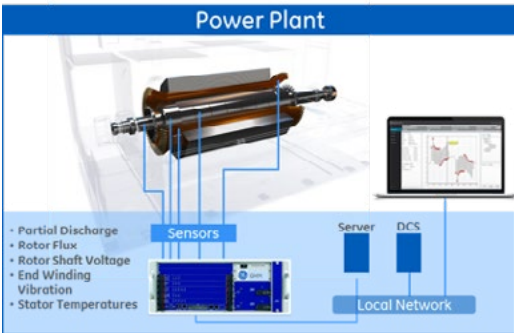 Power Plant
• Partial Discharge
• Rotor Flux
• Rotor Shaft Voltage
• End Winding
Vibration
• Stator Temperatures
Sensors
Server
DCS
Local Network